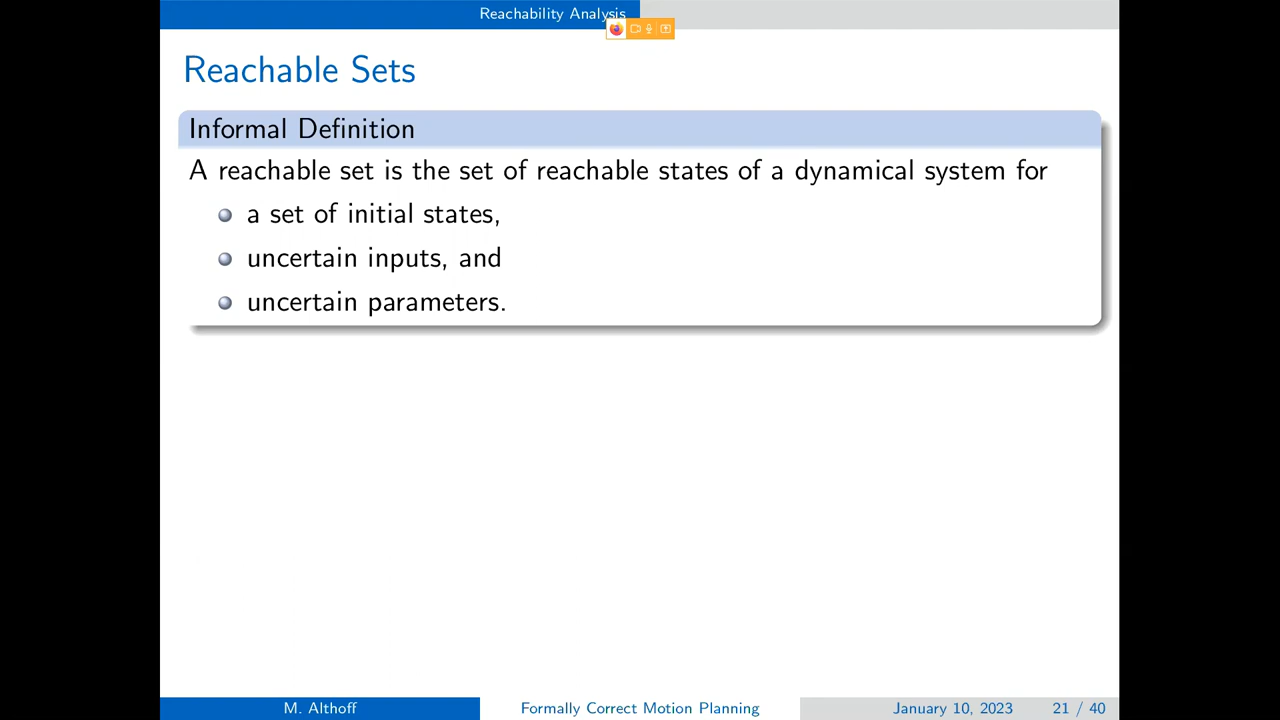 Reachability Analysis
Reachable Sets
Informal Definition
A reachable set is the set of reachable states of a dynamical system for
a set of initial states,
uncertain inputs, and
uncertain parameters.
M. Althoff
Formally Correct Motion Planning
January 10, 2023
21 / 40